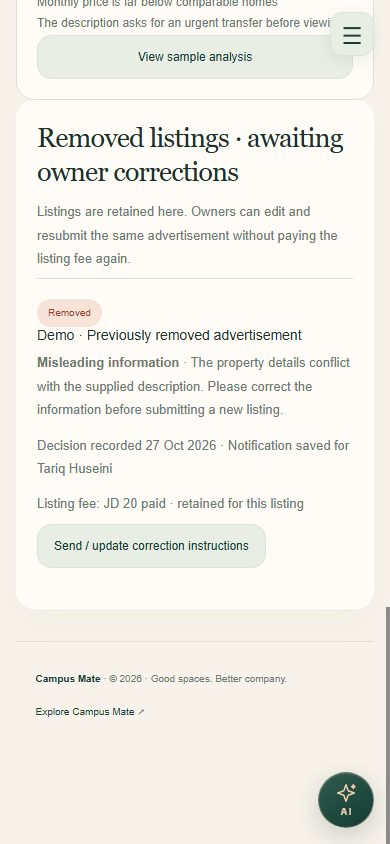 Monthly price is far below comparable homes
The description asks for an urgent transfer before
View sample analysis
Removed listings · awaiting
owner corrections
Listings are retained here. Owners can edit and
resubmit the same advertisement without paying the
listing fee again.
Removed
Demo · Previously removed advertisement
Misleading information · The property details conflict
with the supplied description. Please correct the
information before submitting a new listing.
Decision recorded 27 Oct 2026 · Notification saved for
Tariq Huseini
Listing fee: JD 20 paid · retained for this listing
Send / update correction instructions
Campus Mate · © 2026 · Good spaces. Better company.
Explore Campus Mate ↗
AI